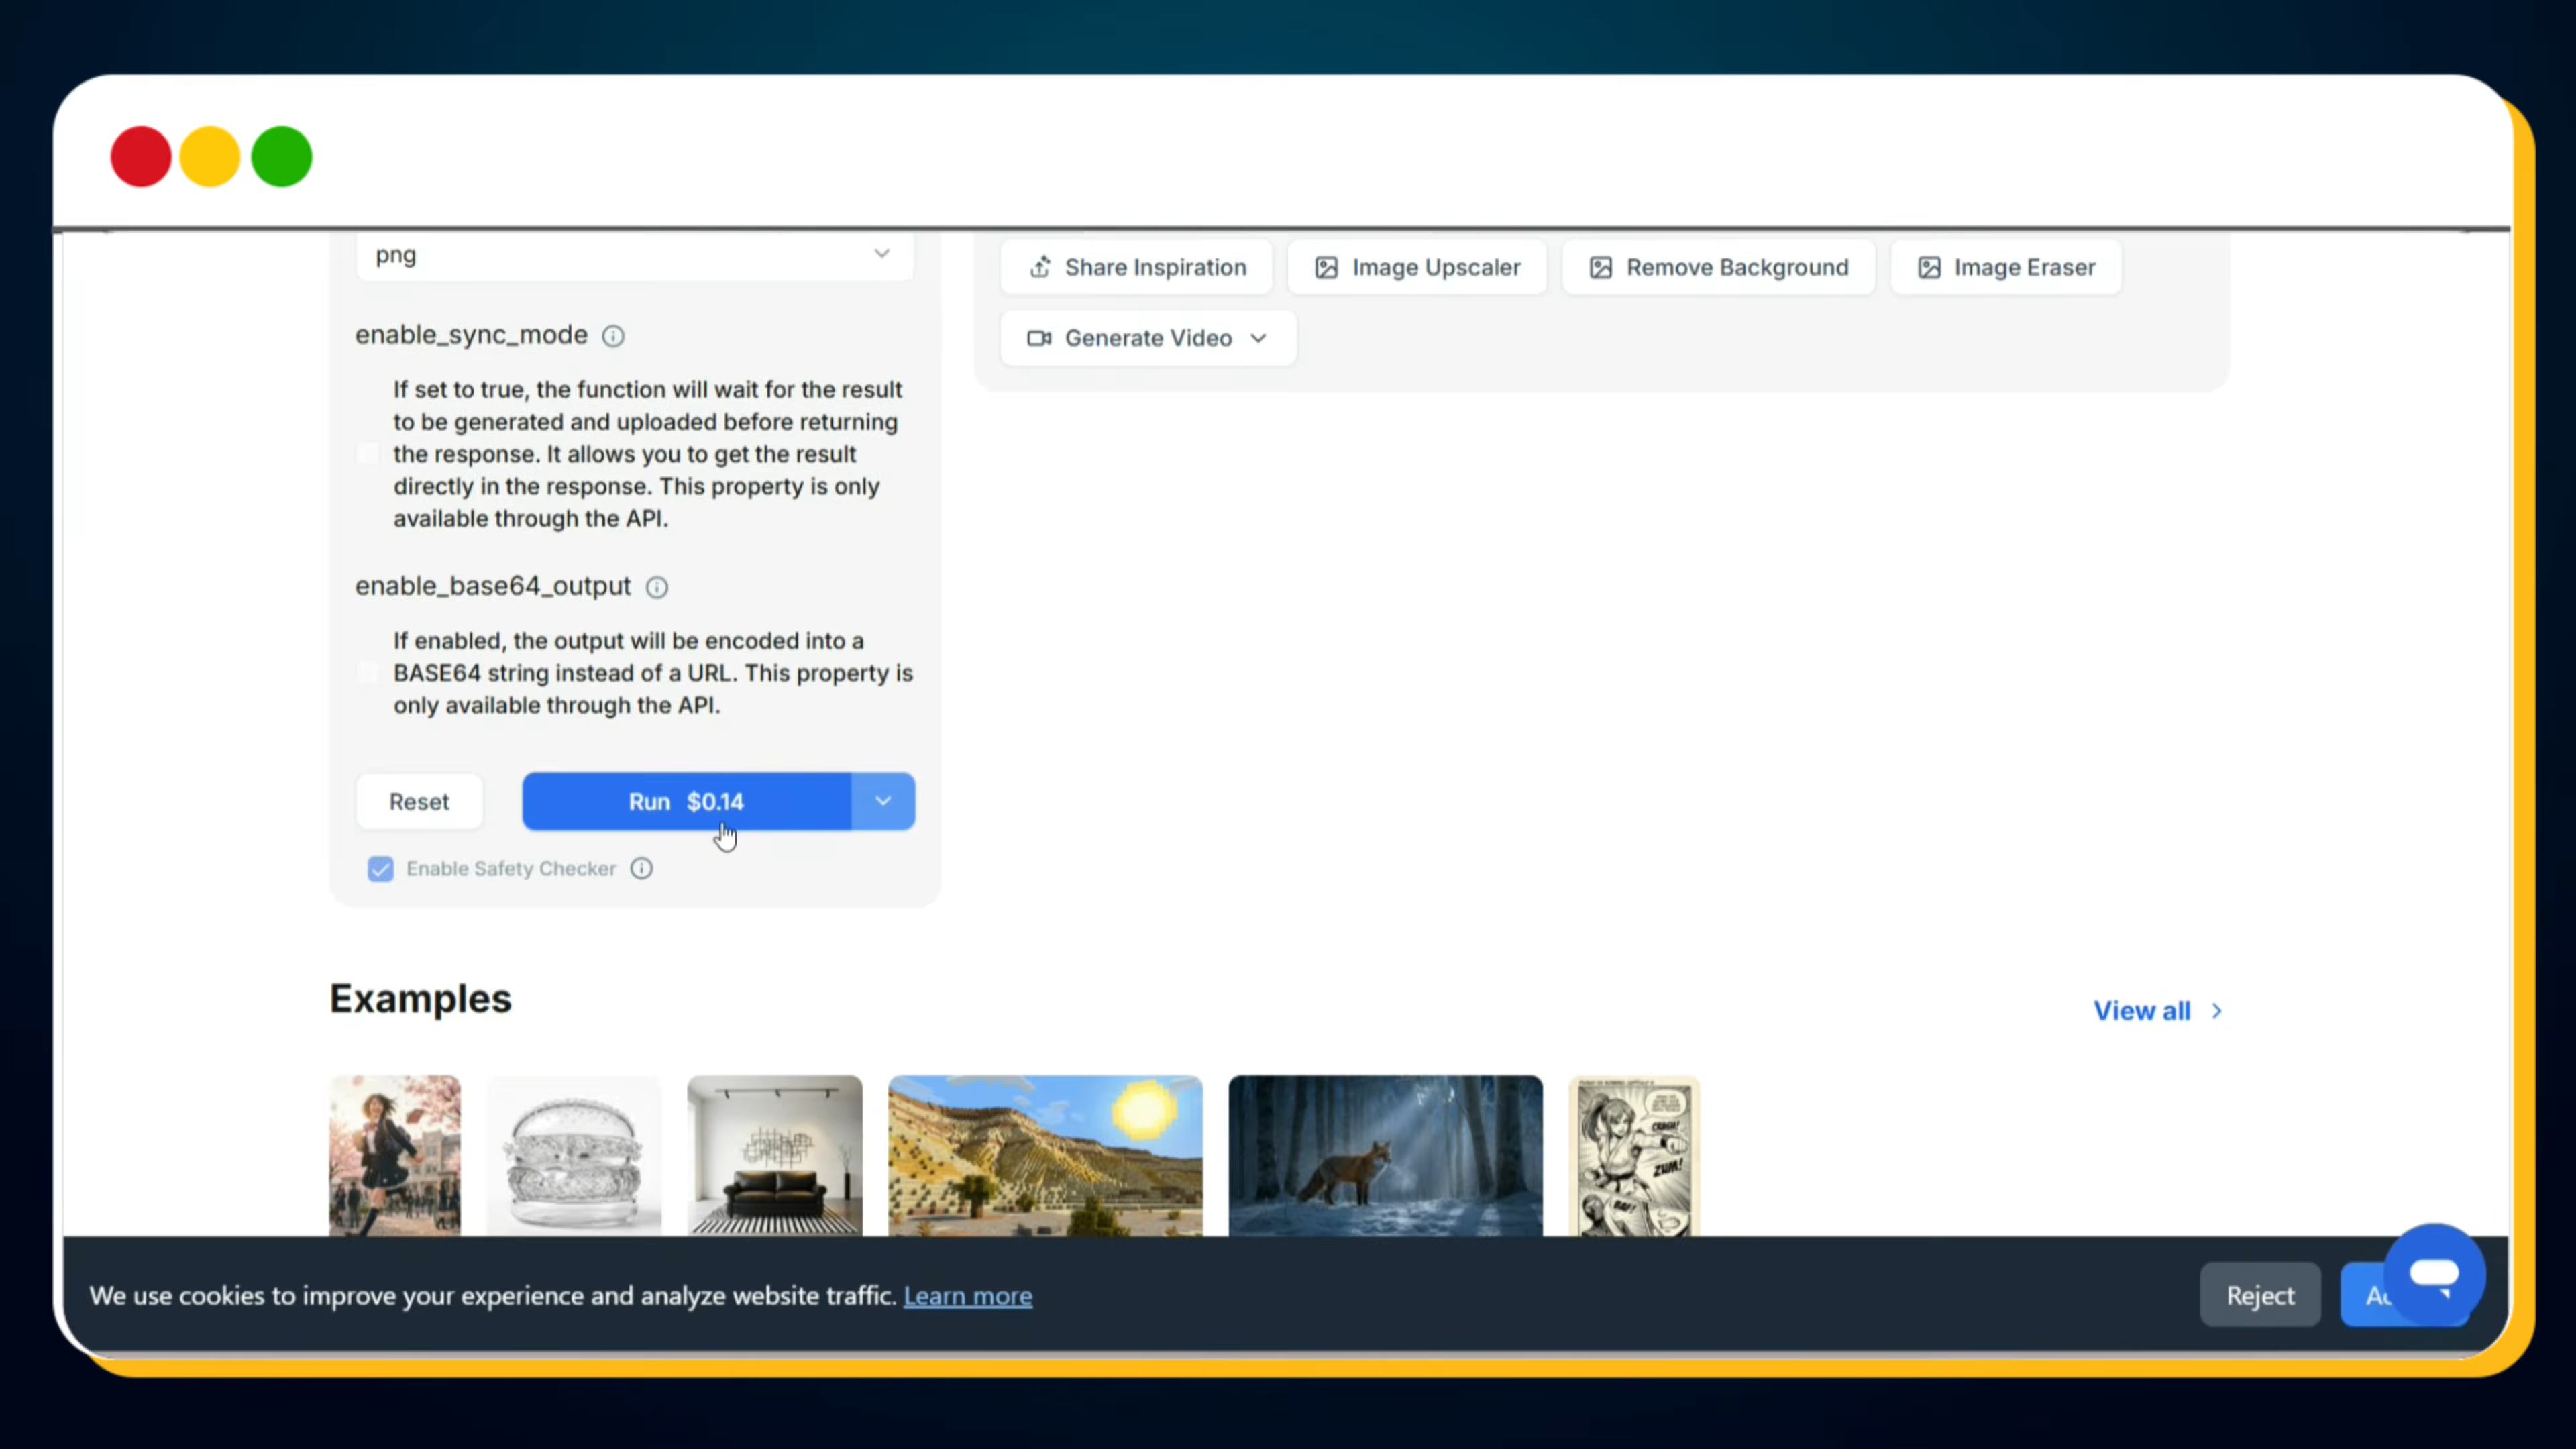 png
Share Inspiration
Image Upscaler
Remove Background
Image Eraser
Generate Video
enable_sync_mode
If set to true, the function will wait for the result
to be generated and uploaded before returning
the response. It allows you to get the result
directly in the response. This property is only
available through the API.
enable_base64_output
If enabled, the output will be encoded into a
BASE64 string instead of a URL. This property is
only available through the API.
Reset
Run $0.14
Enable Safety Checker
Examples
View all
CRASH!
ZUM!
BAF!
We use cookies to improve your experience and analyze website traffic. Learn more
Reject